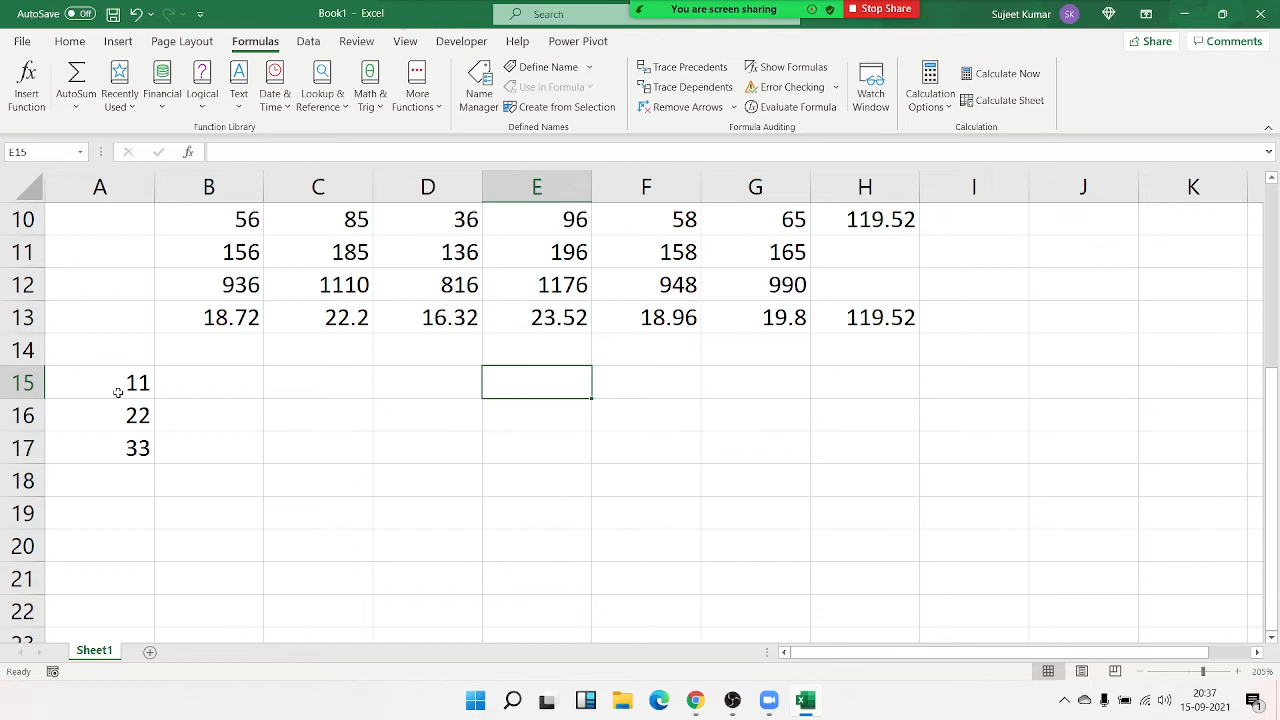 AutoSave Off
Book1 - Excel
Search
You are screen sharing
Stop Share
Sujeet Kumar
SK
File Home Insert Page Layout Formulas Data Review View Developer Help Power Pivot
Share Comments
Insert Function
AutoSum
Recently Used
Financial
Logical
Text
Date & Time
Lookup & Reference
Math & Trig
More Functions
Function Library
Name Manager
Define Name
Use in Formula
Create from Selection
Defined Names
Trace Precedents
Trace Dependents
Remove Arrows
Show Formulas
Error Checking
Evaluate Formula
Formula Auditing
Watch Window
Calculation Options
Calculate Now
Calculate Sheet
Calculation
E15 fx
A B C D E F G H I J K
10 56 85 36 96 58 65 119.52
11 156 185 136 196 158 165
12 936 1110 816 1176 948 990
13 18.72 22.2 16.32 23.52 18.96 19.8 119.52
14
15 11
16 22
17 33
18
19
20
21
22
23
Sheet1
Ready
205%
20:37
15-09-2021